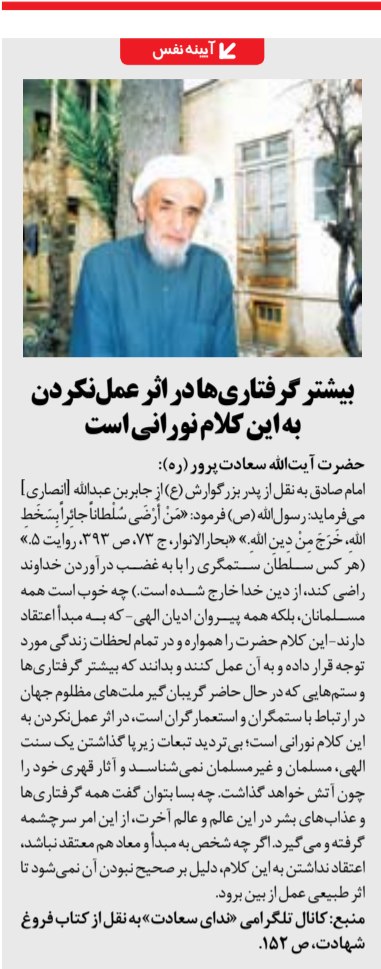 آیینه نفس
بیشتر گرفتاری‌ها در اثر عمل‌نکردن
به این کلام نورانی است
حضرت آیت‌الله سعادت‌پرور (ره):
امام صادق به نقل از پدر بزرگوارش (ع) از جابربن عبدالله [انصاری]
می‌فرماید: رسول‌الله (ص) فرمود: «مَنْ أَرْضَی سُلْطاناً جائِراً بِسَخَطِ
اللهِ، خَرَجَ مِنْ دینِ اللهِ.» «بحارالانوار، ج ۷۳، ص ۳۹۳، روایت ۵.»
(هر کس سلطان ستمگری را با به غضب درآوردن خداوند
راضی کند، از دین خدا خارج شده است.) چه خوب است همه
مسلمانان، بلکه همه پیروان ادیان الهی - که به مبدأ اعتقاد
دارند- این کلام حضرت را همواره و در تمام لحظات زندگی مورد
توجه قرار داده و به آن عمل کنند و بدانند که بیشتر گرفتاری‌ها
و ستم‌هایی که در حال حاضر گریبان‌گیر ملت‌های مظلوم جهان
در ارتباط با ستمگران و استعمارگران است، در اثر عمل‌نکردن به
این کلام نورانی است؛ بی‌تردید تبعات زیرپا گذاشتن یک سنت
الهی، مسلمان و غیرمسلمان نمی‌شناسد و آثار قهری خود را
چون آتش خواهد گذاشت. چه بسا بتوان گفت همه گرفتاری‌ها
و عذاب‌های بشر در این عالم و عالم آخرت، از این امر سرچشمه
گرفته و می‌گیرد. اگر چه شخص به مبدأ و معاد هم معتقد نباشد،
اعتقاد نداشتن به این کلام، دلیل بر صحیح نبودن آن نمی‌شود تا
اثر طبیعی عمل از بین برود.
منبع: کانال تلگرامی «ندای سعادت» به نقل از کتاب فروغ
شهادت، ص ۱۵۲.